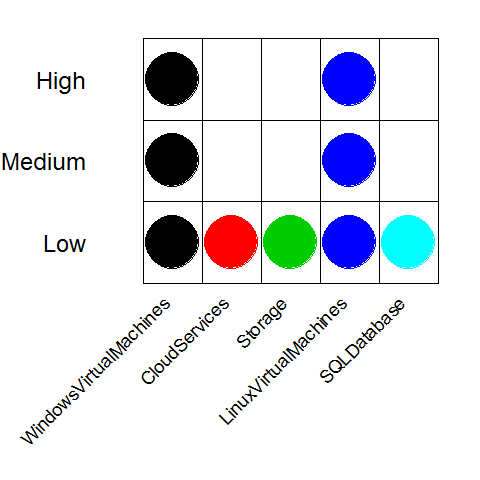 High
Medium
Low
WindowsVirtualMachines
CloudServices
Storage
LinuxVirtualMachines
SQLDatabase